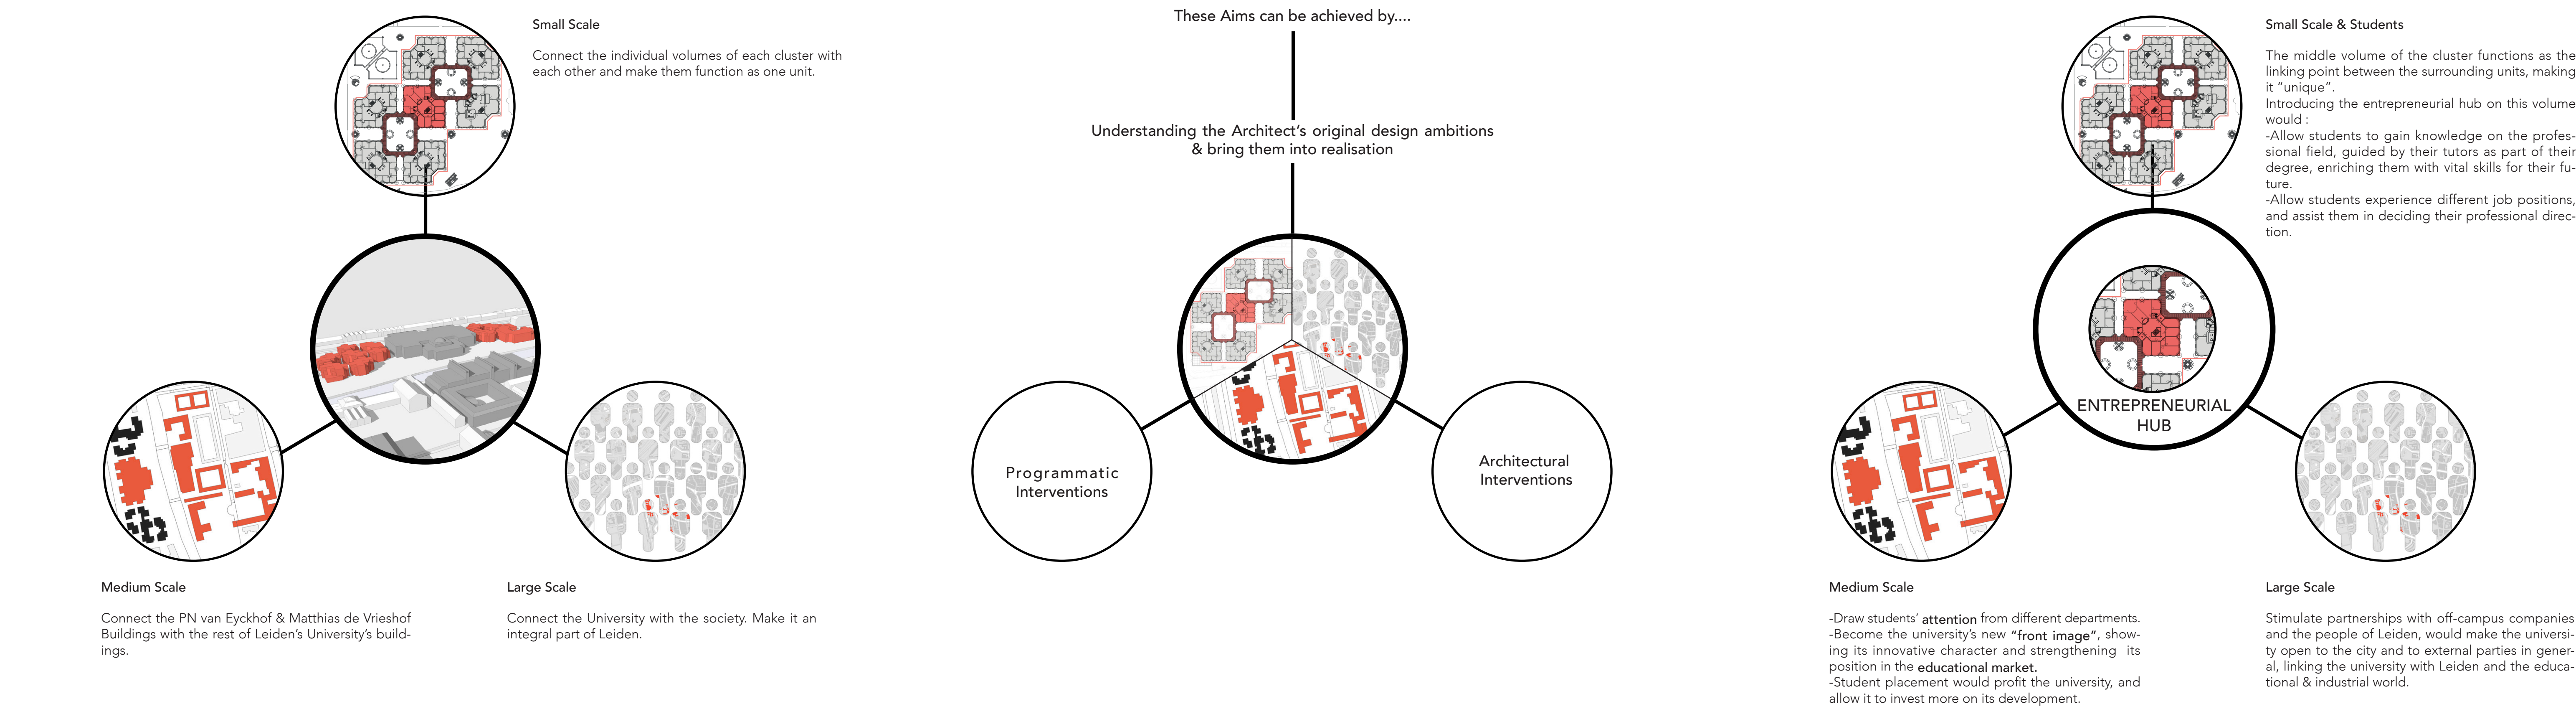 Small Scale
Connect the individual volumes of each cluster with
each other and make them function as one unit.
Medium Scale
Connect the PN van Eyckhof & Matthias de Vrieshof
Buildings with the rest of Leiden's University's build-
ings.
Large Scale
Connect the University with the society. Make it an
integral part of Leiden.
These Aims can be achieved by....
Understanding the Architect's original design ambitions
& bring them into realisation
Programmatic
Interventions
Architectural
Interventions
Small Scale & Students
The middle volume of the cluster functions as the
linking point between the surrounding units, making
it “unique”.
Introducing the entrepreneurial hub on this volume
would :
-Allow students to gain knowledge on the profes-
sional field, guided by their tutors as part of their
degree, enriching them with vital skills for their fu-
ture.
-Allow students experience different job positions,
and assist them in deciding their professional direc-
tion.
ENTREPRENEURIAL
HUB
Medium Scale
-Draw students' attention from different departments.
-Become the university's new “front image”, show-
ing its innovative character and strengthening its
position in the educational market.
-Student placement would profit the university, and
allow it to invest more on its development.
Large Scale
Stimulate partnerships with off-campus companies
and the people of Leiden, would make the universi-
ty open to the city and to external parties in gener-
al, linking the university with Leiden and the educa-
tional & industrial world.